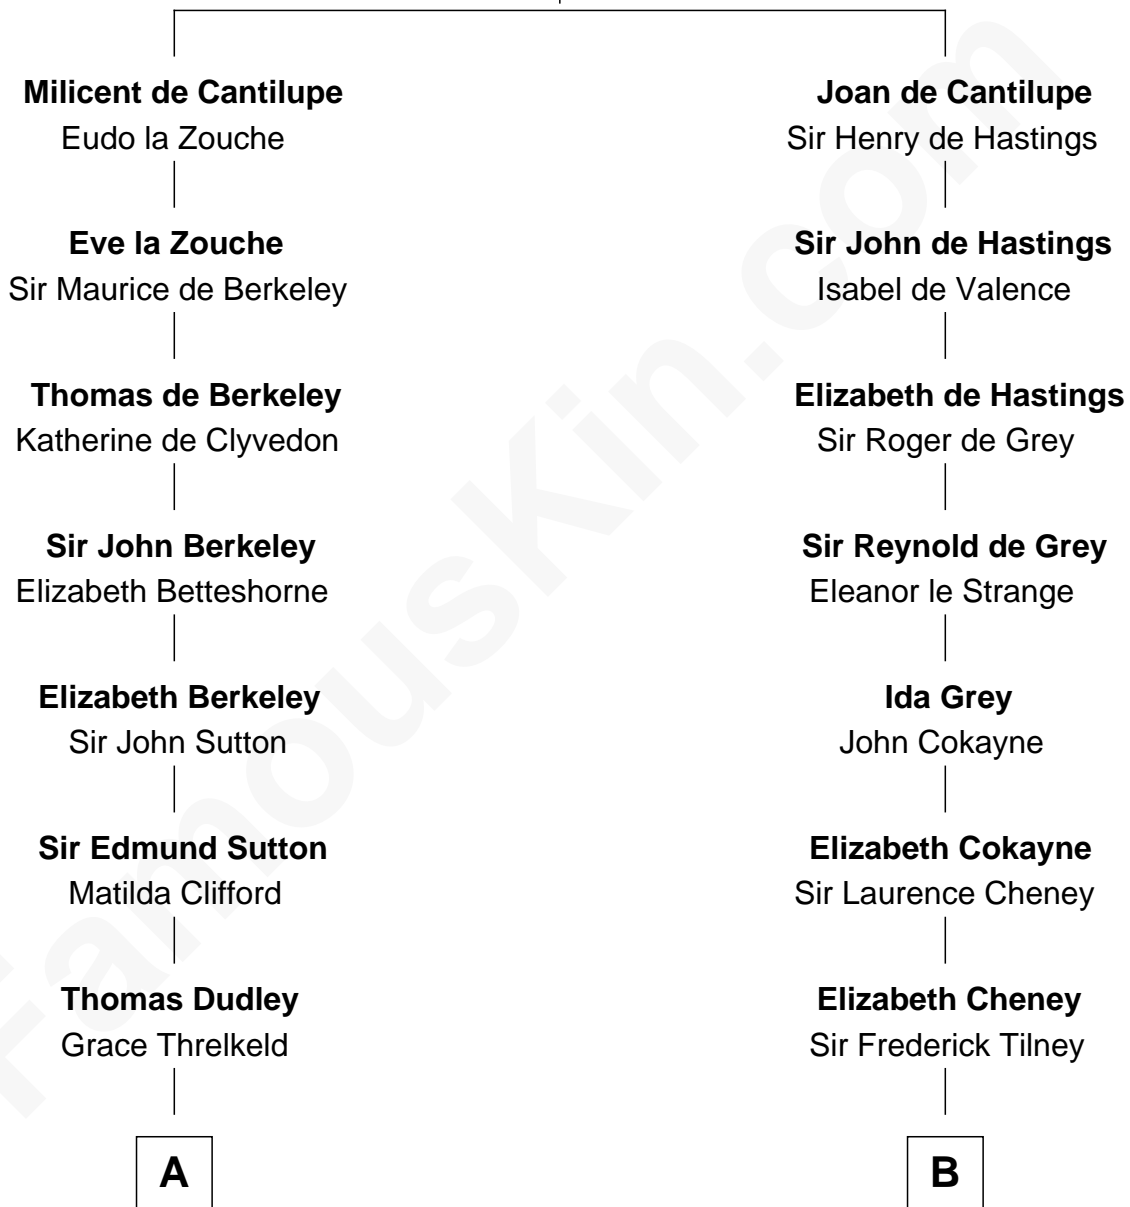 Milicent de Cantilupe
Eudo la Zouche
Eve la Zouche
Sir Maurice de Berkeley
Thomas de Berkeley
Katherine de Clyvedon
Sir John Berkeley
Elizabeth Betteshorne
Elizabeth Berkeley
Sir John Sutton
Sir Edmund Sutton
Matilda Clifford
Thomas Dudley
Grace Threlkeld
A
Joan de Cantilupe
Sir Henry de Hastings
Sir John de Hastings
Isabel de Valence
Elizabeth de Hastings
Sir Roger de Grey
Sir Reynold de Grey
Eleanor le Strange
Ida Grey
John Cokayne
Elizabeth Cokayne
Sir Laurence Cheney
Elizabeth Cheney
Sir Frederick Tilney
B
FamousKin.com